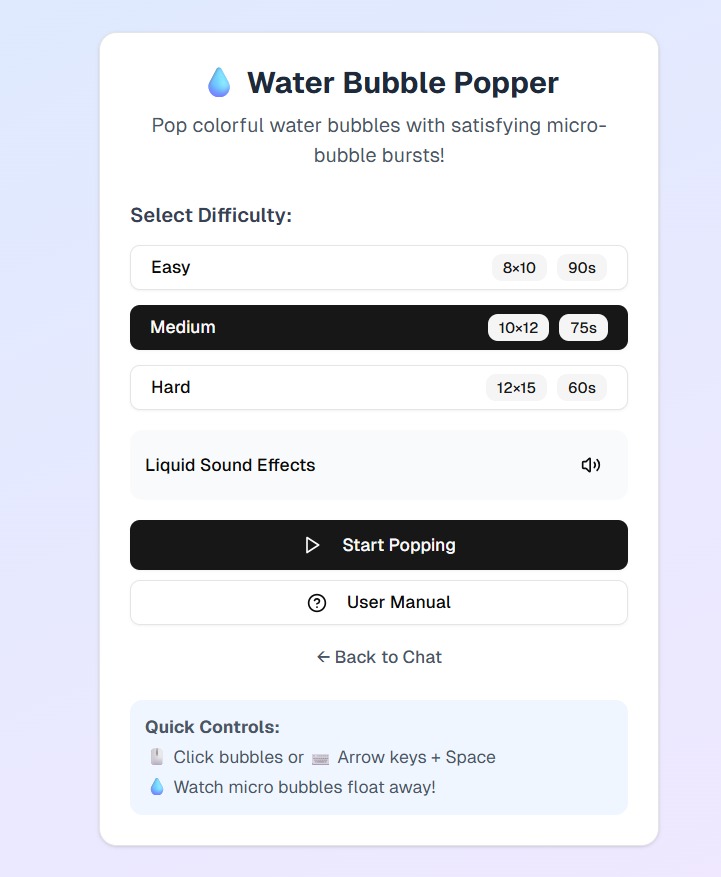 Water Bubble Popper
Pop colorful water bubbles with satisfying micro-
bubble bursts!
Select Difficulty:
Easy 8×10 90s
Medium 10×12 75s
Hard 12×15 60s
Liquid Sound Effects
Start Popping
User Manual
← Back to Chat
Quick Controls:
Click bubbles or Arrow keys + Space
Watch micro bubbles float away!